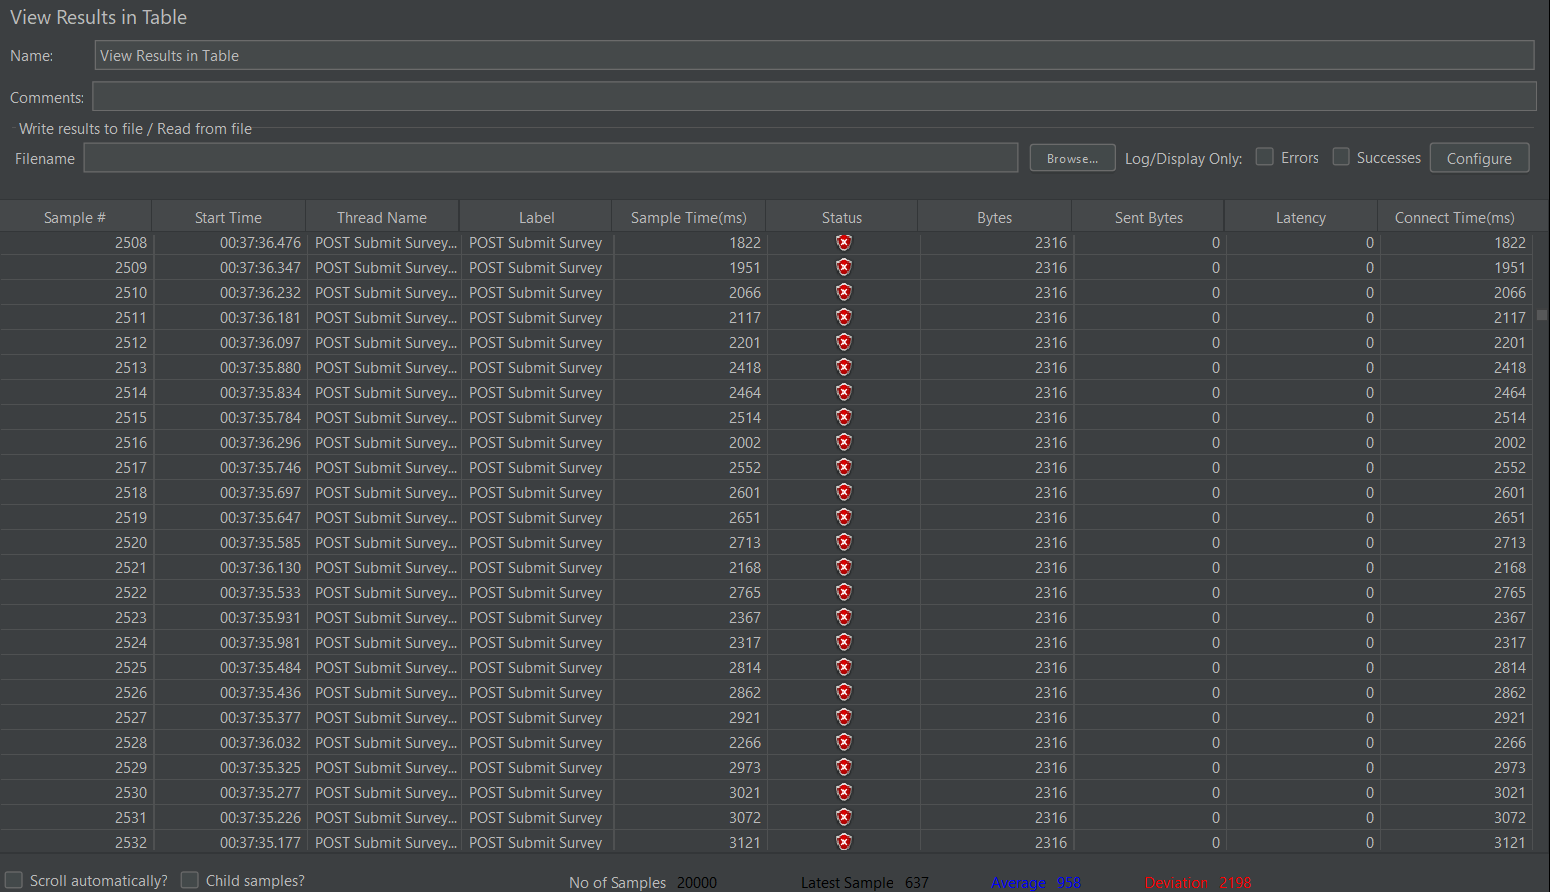 View Results in Table
Name: View Results in Table
Comments:
Write results to file / Read from file
Filename Browse... Log/Display Only: Errors Successes Configure
Sample # Start Time Thread Name Label Sample Time(ms) Status Bytes Sent Bytes Latency Connect Time(ms)
2508 00:37:36.476 POST Submit Survey... POST Submit Survey 1822 2316 0 0 1822
2509 00:37:36.347 POST Submit Survey... POST Submit Survey 1951 2316 0 0 1951
2510 00:37:36.232 POST Submit Survey... POST Submit Survey 2066 2316 0 0 2066
2511 00:37:36.181 POST Submit Survey... POST Submit Survey 2117 2316 0 0 2117
2512 00:37:36.097 POST Submit Survey... POST Submit Survey 2201 2316 0 0 2201
2513 00:37:35.880 POST Submit Survey... POST Submit Survey 2418 2316 0 0 2418
2514 00:37:35.834 POST Submit Survey... POST Submit Survey 2464 2316 0 0 2464
2515 00:37:35.784 POST Submit Survey... POST Submit Survey 2514 2316 0 0 2514
2516 00:37:36.296 POST Submit Survey... POST Submit Survey 2002 2316 0 0 2002
2517 00:37:35.746 POST Submit Survey... POST Submit Survey 2552 2316 0 0 2552
2518 00:37:35.697 POST Submit Survey... POST Submit Survey 2601 2316 0 0 2601
2519 00:37:35.647 POST Submit Survey... POST Submit Survey 2651 2316 0 0 2651
2520 00:37:35.585 POST Submit Survey... POST Submit Survey 2713 2316 0 0 2713
2521 00:37:36.130 POST Submit Survey... POST Submit Survey 2168 2316 0 0 2168
2522 00:37:35.533 POST Submit Survey... POST Submit Survey 2765 2316 0 0 2765
2523 00:37:35.931 POST Submit Survey... POST Submit Survey 2367 2316 0 0 2367
2524 00:37:35.981 POST Submit Survey... POST Submit Survey 2317 2316 0 0 2317
2525 00:37:35.484 POST Submit Survey... POST Submit Survey 2814 2316 0 0 2814
2526 00:37:35.436 POST Submit Survey... POST Submit Survey 2862 2316 0 0 2862
2527 00:37:35.377 POST Submit Survey... POST Submit Survey 2921 2316 0 0 2921
2528 00:37:36.032 POST Submit Survey... POST Submit Survey 2266 2316 0 0 2266
2529 00:37:35.325 POST Submit Survey... POST Submit Survey 2973 2316 0 0 2973
2530 00:37:35.277 POST Submit Survey... POST Submit Survey 3021 2316 0 0 3021
2531 00:37:35.226 POST Submit Survey... POST Submit Survey 3072 2316 0 0 3072
2532 00:37:35.177 POST Submit Survey... POST Submit Survey 3121 2316 0 0 3121
Scroll automatically? Child samples? No of Samples 20000 Latest Sample 637 Average 958 Deviation 2198